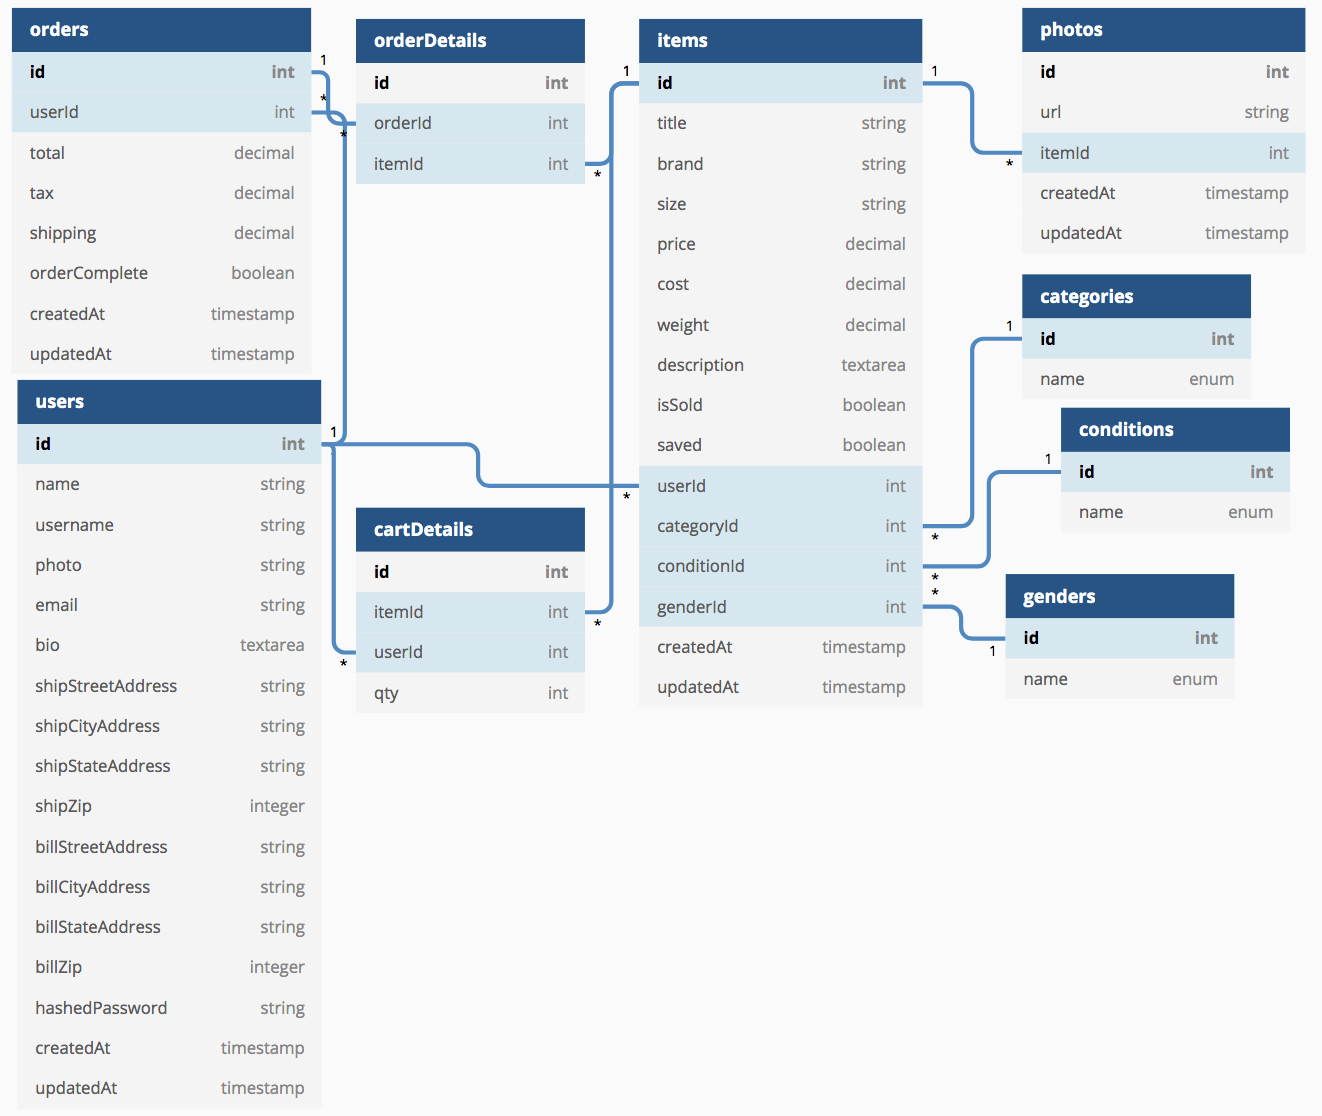 orders
id int
userId int
total decimal
tax decimal
shipping decimal
orderComplete boolean
createdAt timestamp
updatedAt timestamp
1
*
users
id int
name string
username string
photo string
email string
bio textarea
shipStreetAddress string
shipCityAddress string
shipStateAddress string
shipZip integer
billStreetAddress string
billCityAddress string
billStateAddress string
billZip integer
hashedPassword string
createdAt timestamp
updatedAt timestamp
1
orderDetails
id int
orderId int
itemId int
*
*
cartDetails
id int
itemId int
userId int
qty int
*
*
items
id int
title string
brand string
size string
price decimal
cost decimal
weight decimal
description textarea
isSold boolean
saved boolean
userId int
categoryId int
conditionId int
genderId int
createdAt timestamp
updatedAt timestamp
1
1
*
*
*
*
photos
id int
url string
itemId int
createdAt timestamp
updatedAt timestamp
*
categories
id int
name enum
1
conditions
id int
name enum
1
genders
id int
name enum
1